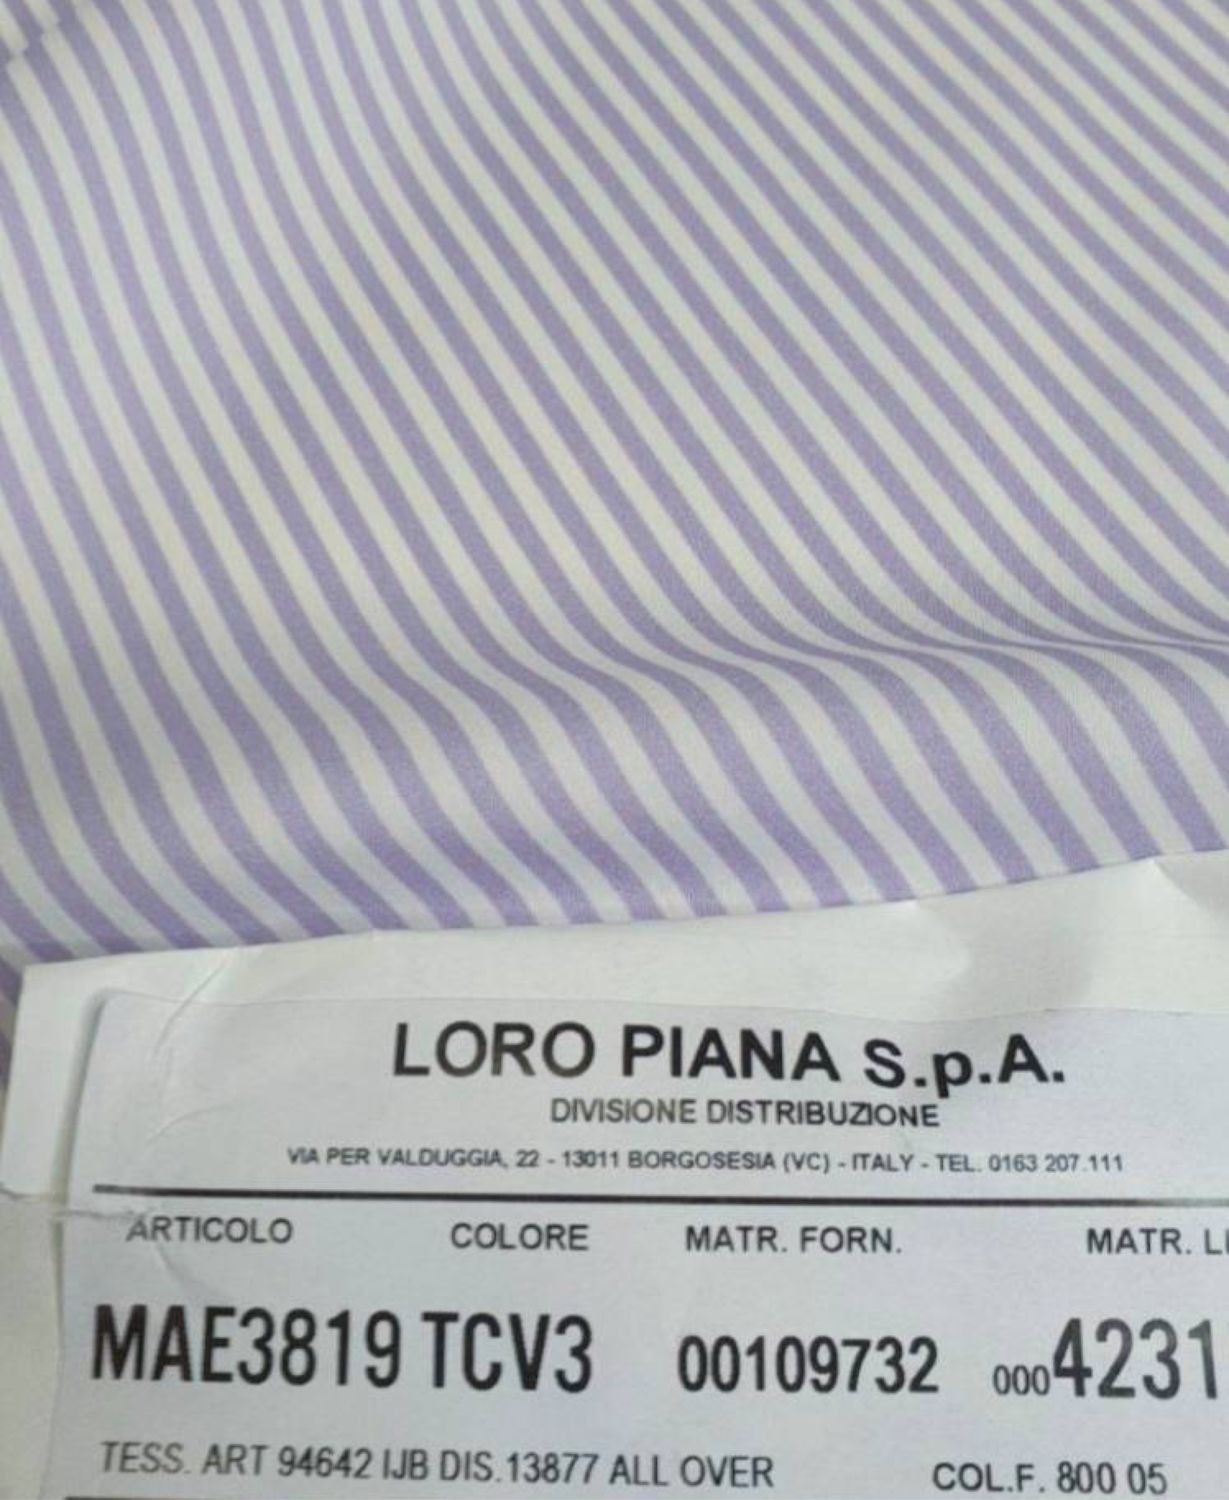 LORO PIANA S.p.A.
DIVISIONE DISTRIBUZIONE
VIA PER VALDUGGIA, 22 - 13011 BORGOSESIA (VC) - ITALY - TEL. 0163 207.111
ARTICOLO COLORE MATR. FORN. MATR.
MAE3819 TCV3 00109732 0004231
TESS. ART 94642 IJB DIS.13877 ALL OVER COL.F. 800 05